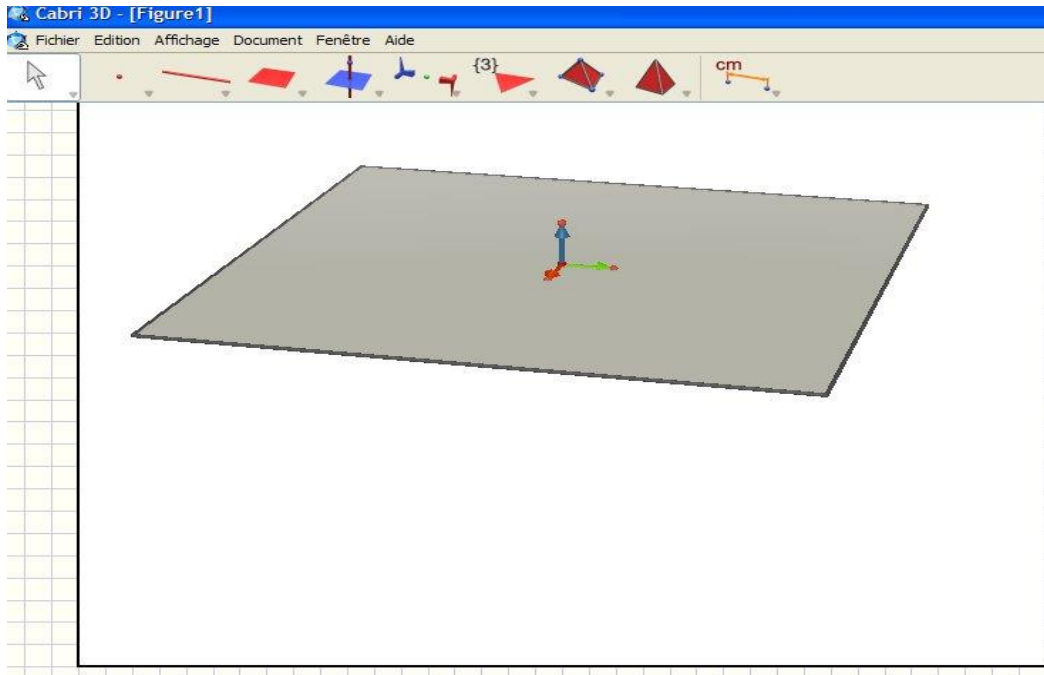 Cabri 3D - [Figure1]
Fichier Edition Affichage Document Fenêtre Aide
{3} cm